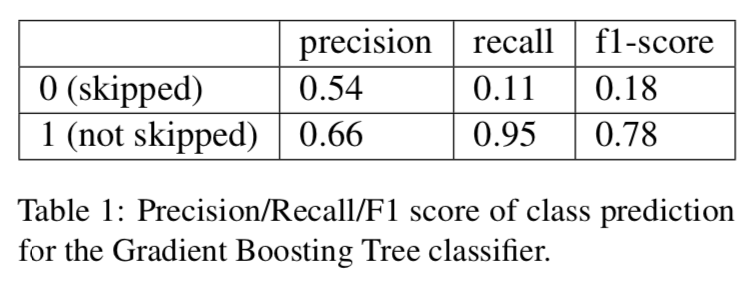 precision recall f1-score
0 (skipped) 0.54 0.11 0.18
1 (not skipped) 0.66 0.95 0.78
Table 1: Precision/Recall/F1 score of class prediction
for the Gradient Boosting Tree classifier.